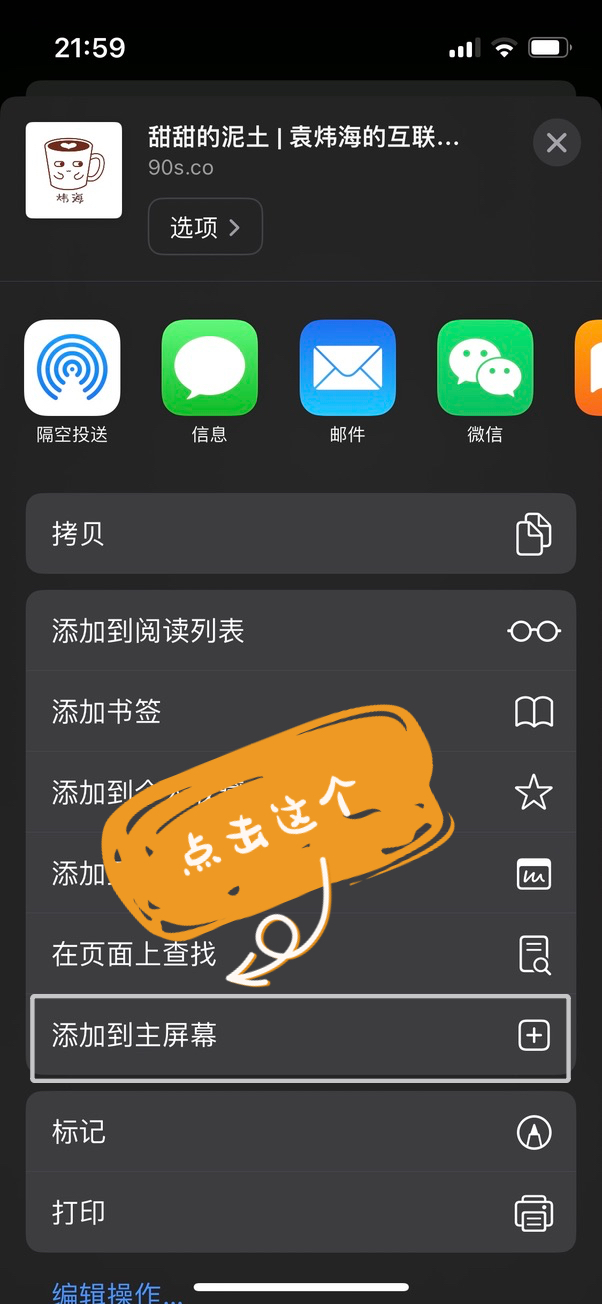 21:59
甜甜的泥土 | 袁炜海的互联...
90s.co
炜海
选项
隔空投送
信息
邮件
微信
拷贝
添加到阅读列表
添加书签
添加到
点击这个
添加
在页面上查找
添加到主屏幕
标记
打印
编辑操作...